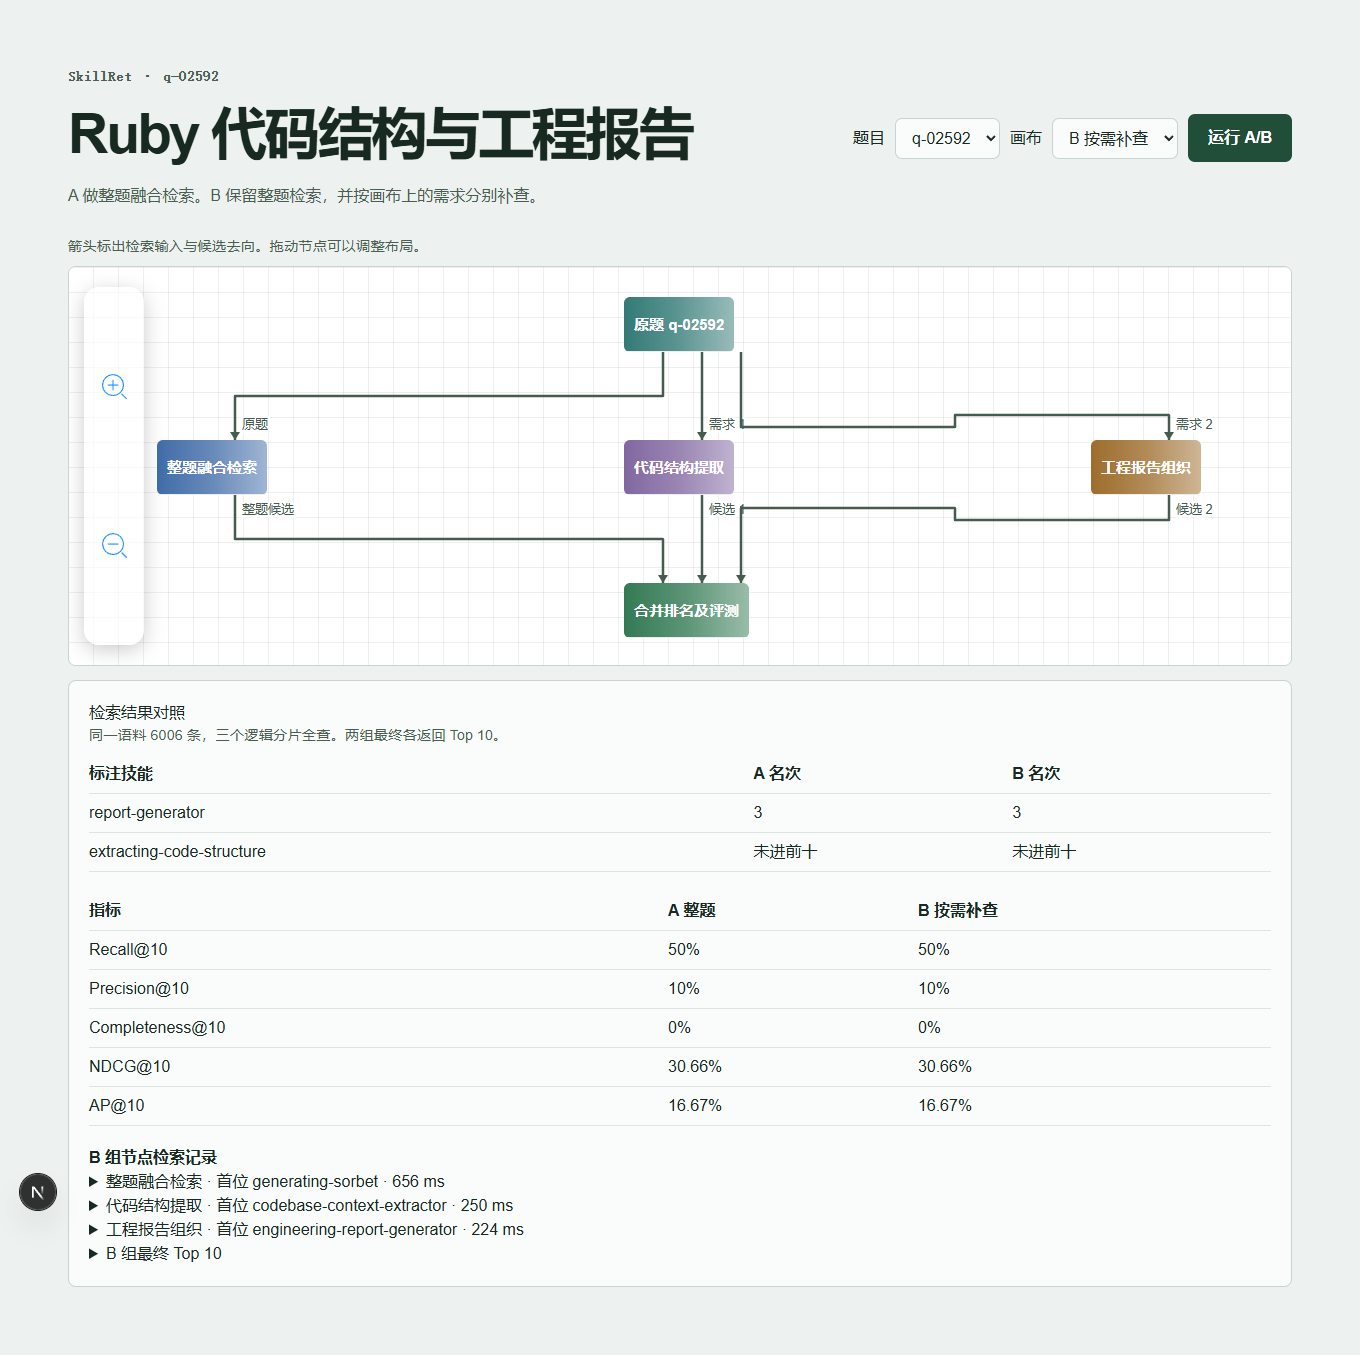 SkillRet · q-02592
Ruby 代码结构与工程报告
题目 q-02592 画布 B 按需补查 运行 A/B
A 做整题融合检索。B 保留整题检索，并按画布上的需求分别补查。
箭头标出检索输入与候选去向。拖动节点可以调整布局。
原题 q-02592
原题 需求 需求 2
整题融合检索 代码结构提取 工程报告组织
整题候选 候选 候选 2
合并排名及评测
检索结果对照
同一语料 6006 条，三个逻辑分片全查。两组最终各返回 Top 10。
标注技能 A 名次 B 名次
report-generator 3 3
extracting-code-structure 未进前十 未进前十
指标 A 整题 B 按需补查
Recall@10 50% 50%
Precision@10 10% 10%
Completeness@10 0% 0%
NDCG@10 30.66% 30.66%
AP@10 16.67% 16.67%
B 组节点检索记录
整题融合检索 · 首位 generating-sorbet · 656 ms
代码结构提取 · 首位 codebase-context-extractor · 250 ms
工程报告组织 · 首位 engineering-report-generator · 224 ms
B 组最终 Top 10
N